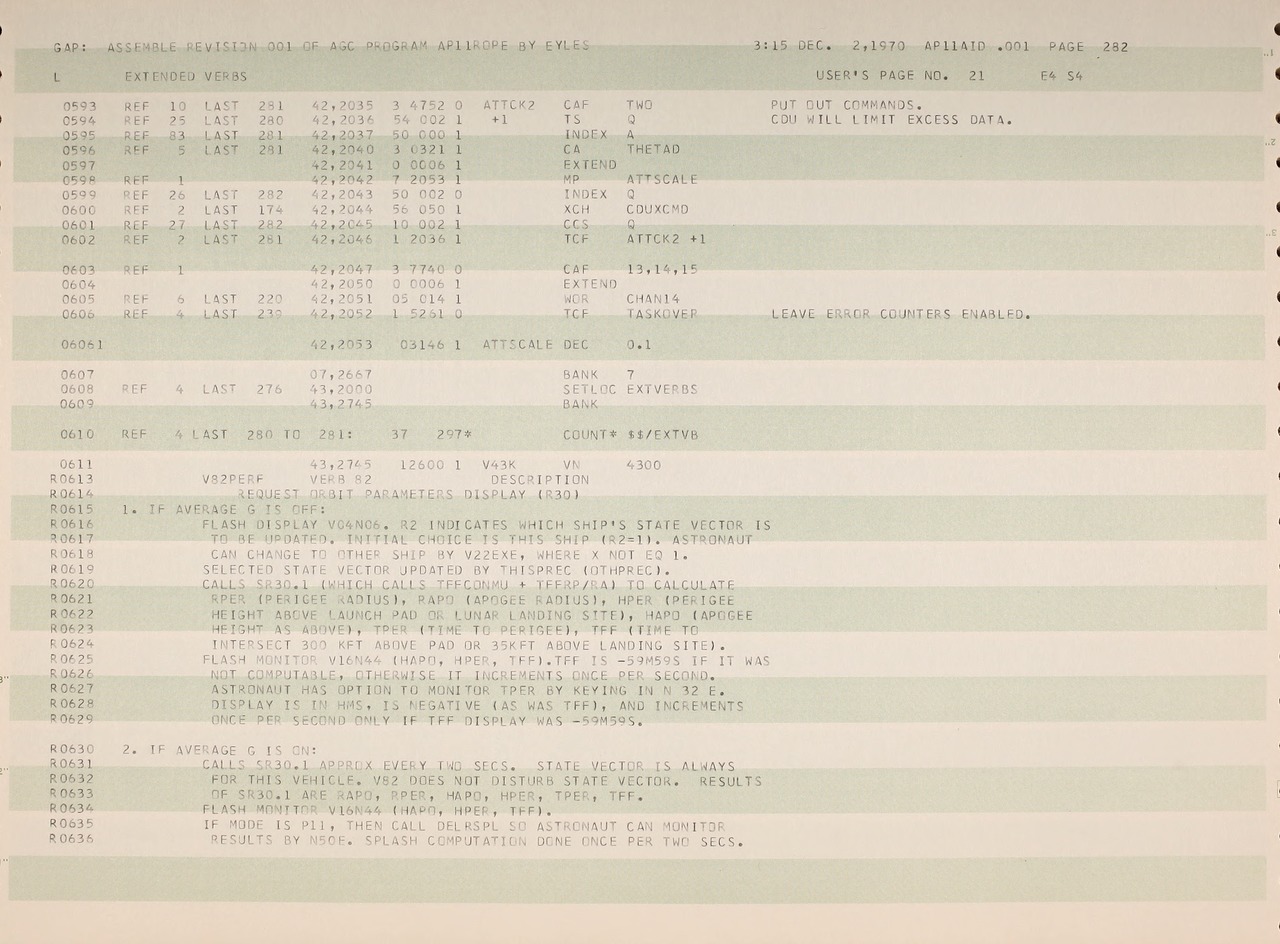 GAP: ASSEMBLE REVISION 001 OF AGC PROGRAM AP11ROPE BY EYLES 3:15 DEC. 2,1970 AP11AID .001 PAGE 282
L EXTENDED VERBS USER'S PAGE NO. 21 E4 S4
0593 REF 10 LAST 281 42,2035 3 4752 0 ATTCK2 CAF TWO PUT OUT COMMANDS.
0594 REF 25 LAST 280 42,2036 54 002 1 +1 TS Q CDU WILL LIMIT EXCESS DATA.
0595 REF 83 LAST 281 42,2037 50 000 1 INDEX A
0596 REF 5 LAST 281 42,2040 3 0321 1 CA THETAD
0597 42,2041 0 0006 1 EXTEND
0598 REF 1 42,2042 7 2053 1 MP ATTSCALE
0599 REF 26 LAST 282 42,2043 50 002 0 INDEX Q
0600 REF 2 LAST 174 42,2044 56 050 1 XCH CDUXCMD
0601 REF 27 LAST 282 42,2045 10 002 1 CCS Q
0602 REF 2 LAST 281 42,2046 1 2036 1 TCF ATTCK2 +1
0603 REF 1 42,2047 3 7740 0 CAF 13,14,15
0604 42,2050 0 0006 1 EXTEND
0605 REF 6 LAST 220 42,2051 05 014 1 WOR CHAN14
0606 REF 4 LAST 239 42,2052 1 5261 0 TCF TASKOVER LEAVE ERROR COUNTERS ENABLED.
06061 42,2053 03146 1 ATTSCALE DEC 0.1
0607 07,2667 BANK 7
0608 REF 4 LAST 276 43,2000 SETLOC EXTVERBS
0609 43,2745 BANK
0610 REF 4 LAST 280 TO 281: 37 297* COUNT* $$/EXTVB
0611 43,2745 12600 1 V43K VN 4300
R0613 V82PERF VERB 82 DESCRIPTION
R0614 REQUEST ORBIT PARAMETERS DISPLAY (R30)
R0615 1. IF AVERAGE G IS OFF:
R0616 FLASH DISPLAY V04N06. R2 INDICATES WHICH SHIP'S STATE VECTOR IS
R0617 TO BE UPDATED. INITIAL CHOICE IS THIS SHIP (R2=1). ASTRONAUT
R0618 CAN CHANGE TO OTHER SHIP BY V22EXE, WHERE X NOT EQ 1.
R0619 SELECTED STATE VECTOR UPDATED BY THISPREC (OTHPREC).
R0620 CALLS SR30.1 (WHICH CALLS TFFCONMU + TFFRP/RA) TO CALCULATE
R0621 RPER (PERIGEE RADIUS), RAPO (APOGEE RADIUS), HPER (PERIGEE
R0622 HEIGHT ABOVE LAUNCH PAD OR LUNAR LANDING SITE), HAPO (APOGEE
R0623 HEIGHT AS ABOVE), TPER (TIME TO PERIGEE), TFF (TIME TO
R0624 INTERSECT 300 KFT ABOVE PAD OR 35KFT ABOVE LANDING SITE).
R0625 FLASH MONITOR V16N44 (HAPO, HPER, TFF).TFF IS -59M59S IF IT WAS
R0626 NOT COMPUTABLE, OTHERWISE IT INCREMENTS ONCE PER SECOND.
R0627 ASTRONAUT HAS OPTION TO MONITOR TPER BY KEYING IN N 32 E.
R0628 DISPLAY IS IN HMS, IS NEGATIVE (AS WAS TFF), AND INCREMENTS
R0629 ONCE PER SECOND ONLY IF TFF DISPLAY WAS -59M59S.
R0630 2. IF AVERAGE G IS ON:
R0631 CALLS SR30.1 APPROX EVERY TWO SECS. STATE VECTOR IS ALWAYS
R0632 FOR THIS VEHICLE. V82 DOES NOT DISTURB STATE VECTOR. RESULTS
R0633 OF SR30.1 ARE RAPO, RPER, HAPO, HPER, TPER, TFF.
R0634 FLASH MONITOR V16N44 (HAPO, HPER, TFF).
R0635 IF MODE IS P11, THEN CALL DELRSPL SO ASTRONAUT CAN MONITOR
R0636 RESULTS BY N50E. SPLASH COMPUTATION DONE ONCE PER TWO SECS.